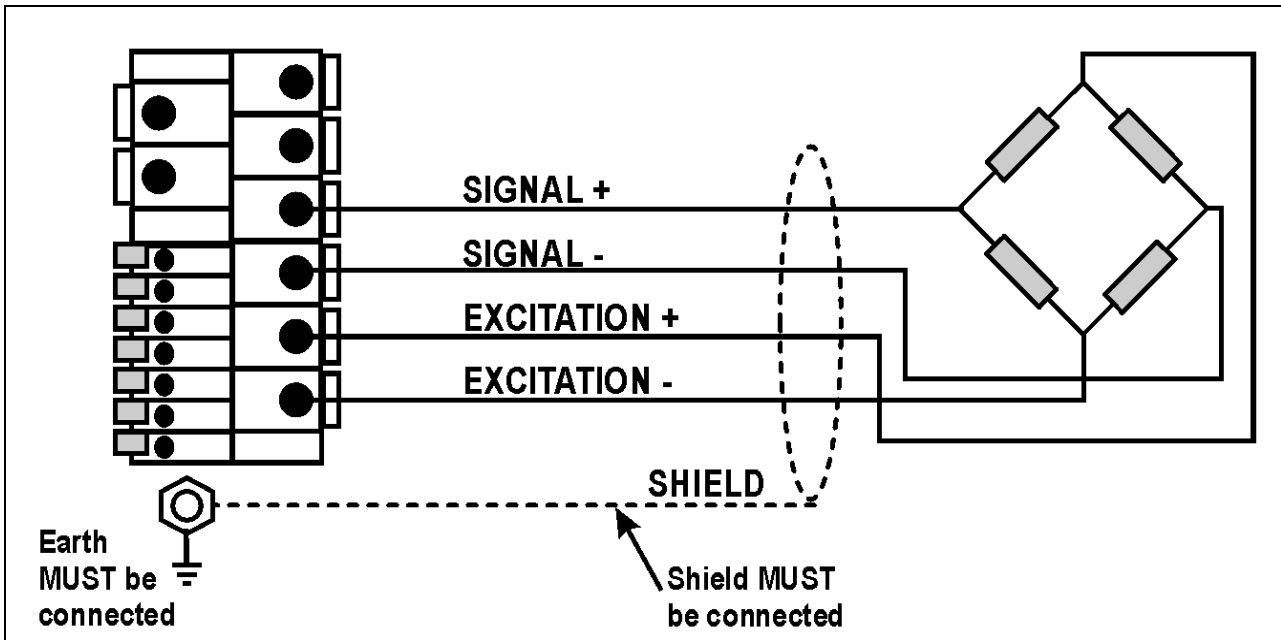 SIGNAL +
SIGNAL -
EXCITATION +
EXCITATION -
SHIELD
Earth
MUST be
connected
Shield MUST
be connected